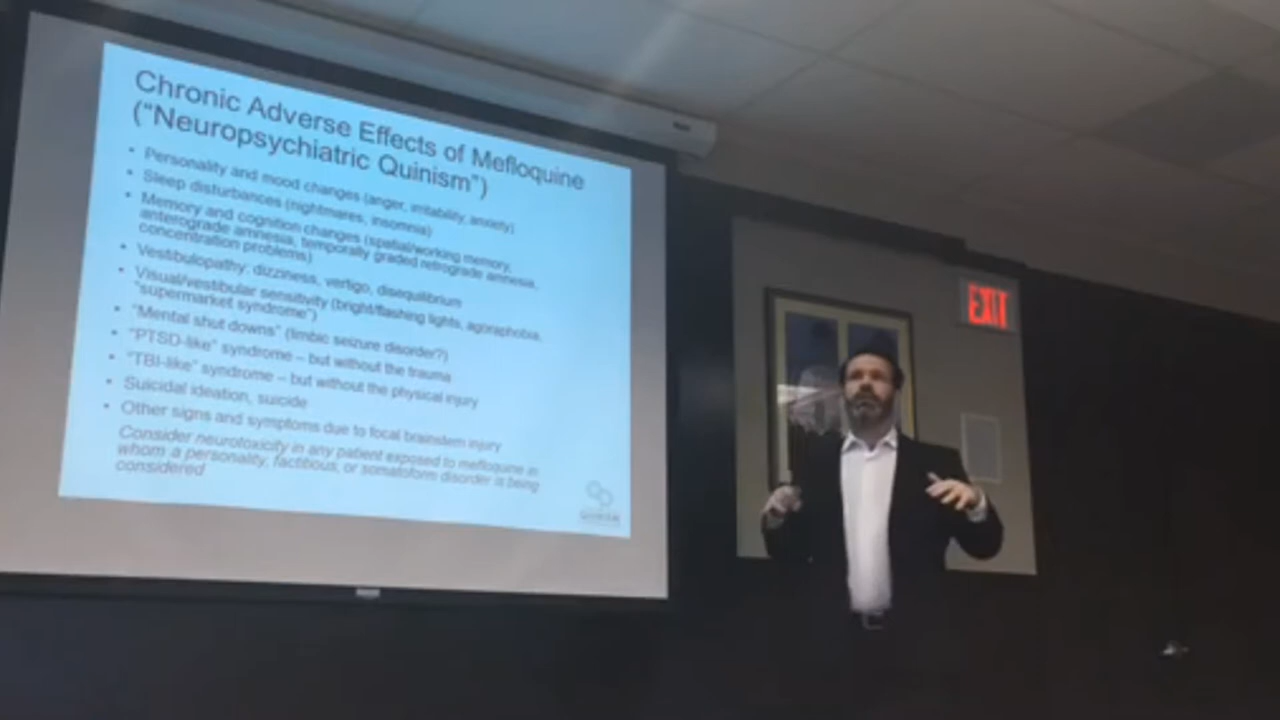 Chronic Adverse Effects of Mefloquine
("Neuropsychiatric Quinism")
• Personality and mood changes (anger, irritability, anxiety)
• Sleep disturbances (nightmares, insomnia)
• Memory and cognition changes (spatial/working memory,
anterograde amnesia, temporally graded retrograde amnesia,
concentration problems)
• Vestibulopathy: dizziness, vertigo, disequilibrium
• Visual/vestibular sensitivity (bright/flashing lights, agoraphobia,
"supermarket syndrome")
• "Mental shut downs" (limbic seizure disorder?)
• "PTSD-like" syndrome – but without the trauma
• "TBI-like" syndrome – but without the physical injury
• Suicidal ideation, suicide
• Other signs and symptoms due to focal brainstem injury
Consider neurotoxicity in any patient exposed to mefloquine in
whom a personality, factitious, or somatoform disorder is being
considered
EXIT